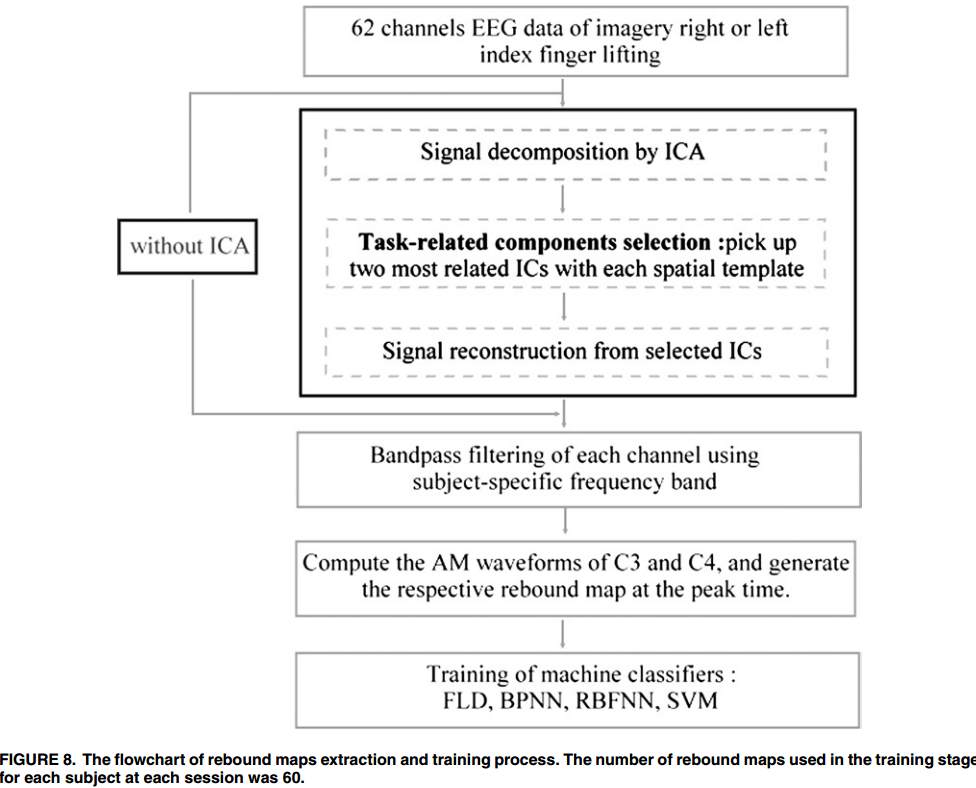 62 channels EEG data of imagery right or left
index finger lifting
Signal decomposition by ICA
without ICA
Task-related components selection :pick up
two most related ICs with each spatial template
Signal reconstruction from selected ICs
Bandpass filtering of each channel using
subject-specific frequency band
Compute the AM waveforms of C3 and C4, and generate
the respective rebound map at the peak time.
Training of machine classifiers :
FLD, BPNN, RBFNN, SVM
FIGURE 8. The flowchart of rebound maps extraction and training process. The number of rebound maps used in the training stage
for each subject at each session was 60.